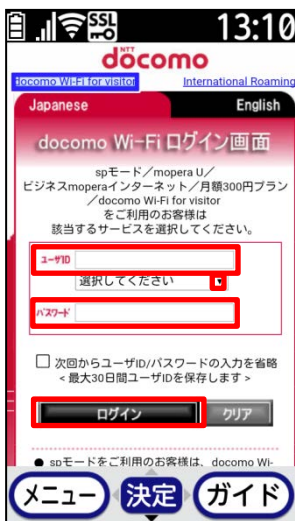 SSL 13:10
NTT
döcomo
docomo Wi-Fi for visitor International Roaming
Japanese English
docomo Wi-Fiログイン画面
spモード／mopera U／
ビジネスmoperaインターネット／月額300円プラン
／docomo Wi-Fi for visitor
をご利用のお客様は
該当するサービスを選択してください。
ユーザID
選択してください
パスワード
次回からユーザID/パスワードの入力を省略
＜最大30日間ユーザIDを保存します＞
ログイン クリア
● spモードをご利用のお客様は、docomo Wi-
メニュー 決定 ガイド